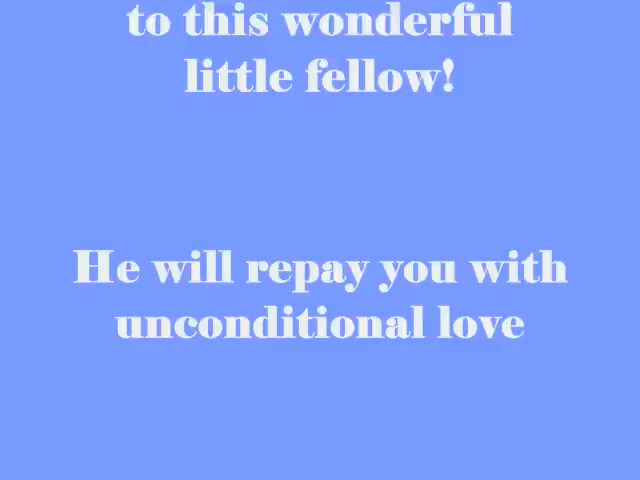 to this wonderful
little fellow!
He will repay you with
unconditional love